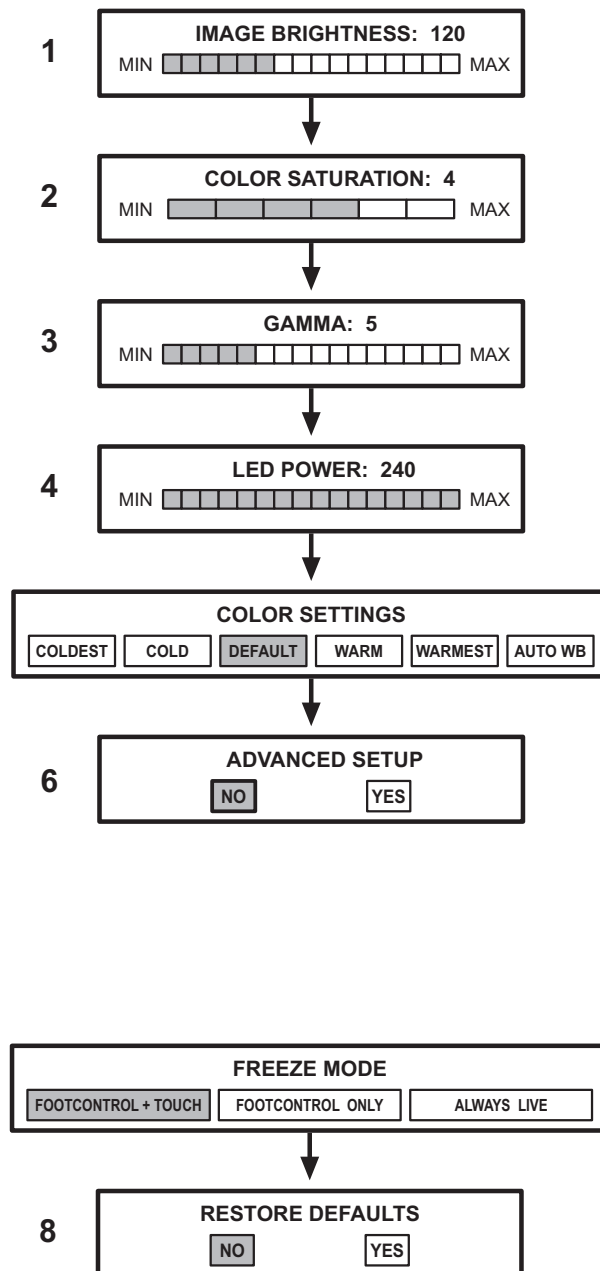 1
IMAGE BRIGHTNESS: 120
MIN MAX
2
COLOR SATURATION: 4
MIN MAX
3
GAMMA: 5
MIN MAX
4
LED POWER: 240
MIN MAX
COLOR SETTINGS
COLDEST COLD DEFAULT WARM WARMEST AUTO WB
6
ADVANCED SETUP
NO YES
FREEZE MODE
FOOTCONTROL + TOUCH FOOTCONTROL ONLY ALWAYS LIVE
8
RESTORE DEFAULTS
NO YES